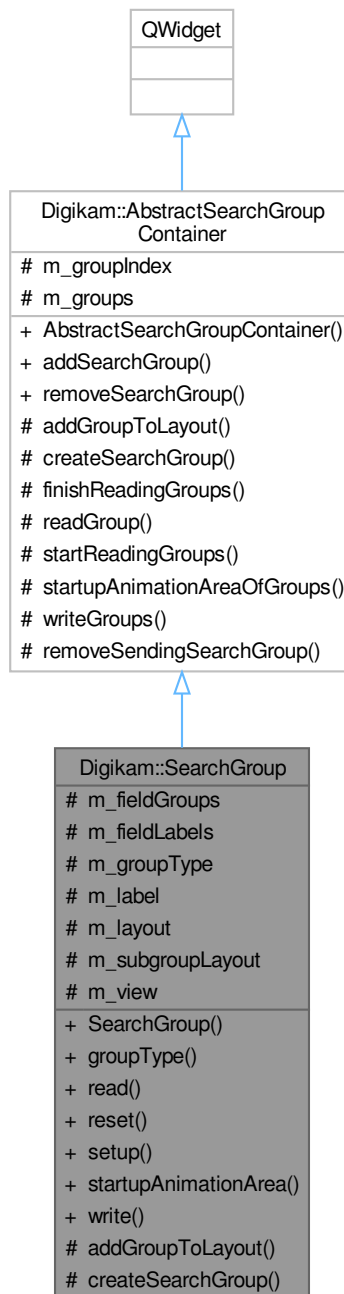 QWidget
Digikam::AbstractSearchGroup
Container
# m_groupIndex
# m_groups
+ AbstractSearchGroupContainer()
+ addSearchGroup()
+ removeSearchGroup()
# addGroupToLayout()
# createSearchGroup()
# finishReadingGroups()
# readGroup()
# startReadingGroups()
# startupAnimationAreaOfGroups()
# writeGroups()
# removeSendingSearchGroup()
Digikam::SearchGroup
# m_fieldGroups
# m_fieldLabels
# m_groupType
# m_label
# m_layout
# m_subgroupLayout
# m_view
+ SearchGroup()
+ groupType()
+ read()
+ reset()
+ setup()
+ startupAnimationArea()
+ write()
# addGroupToLayout()
# createSearchGroup()